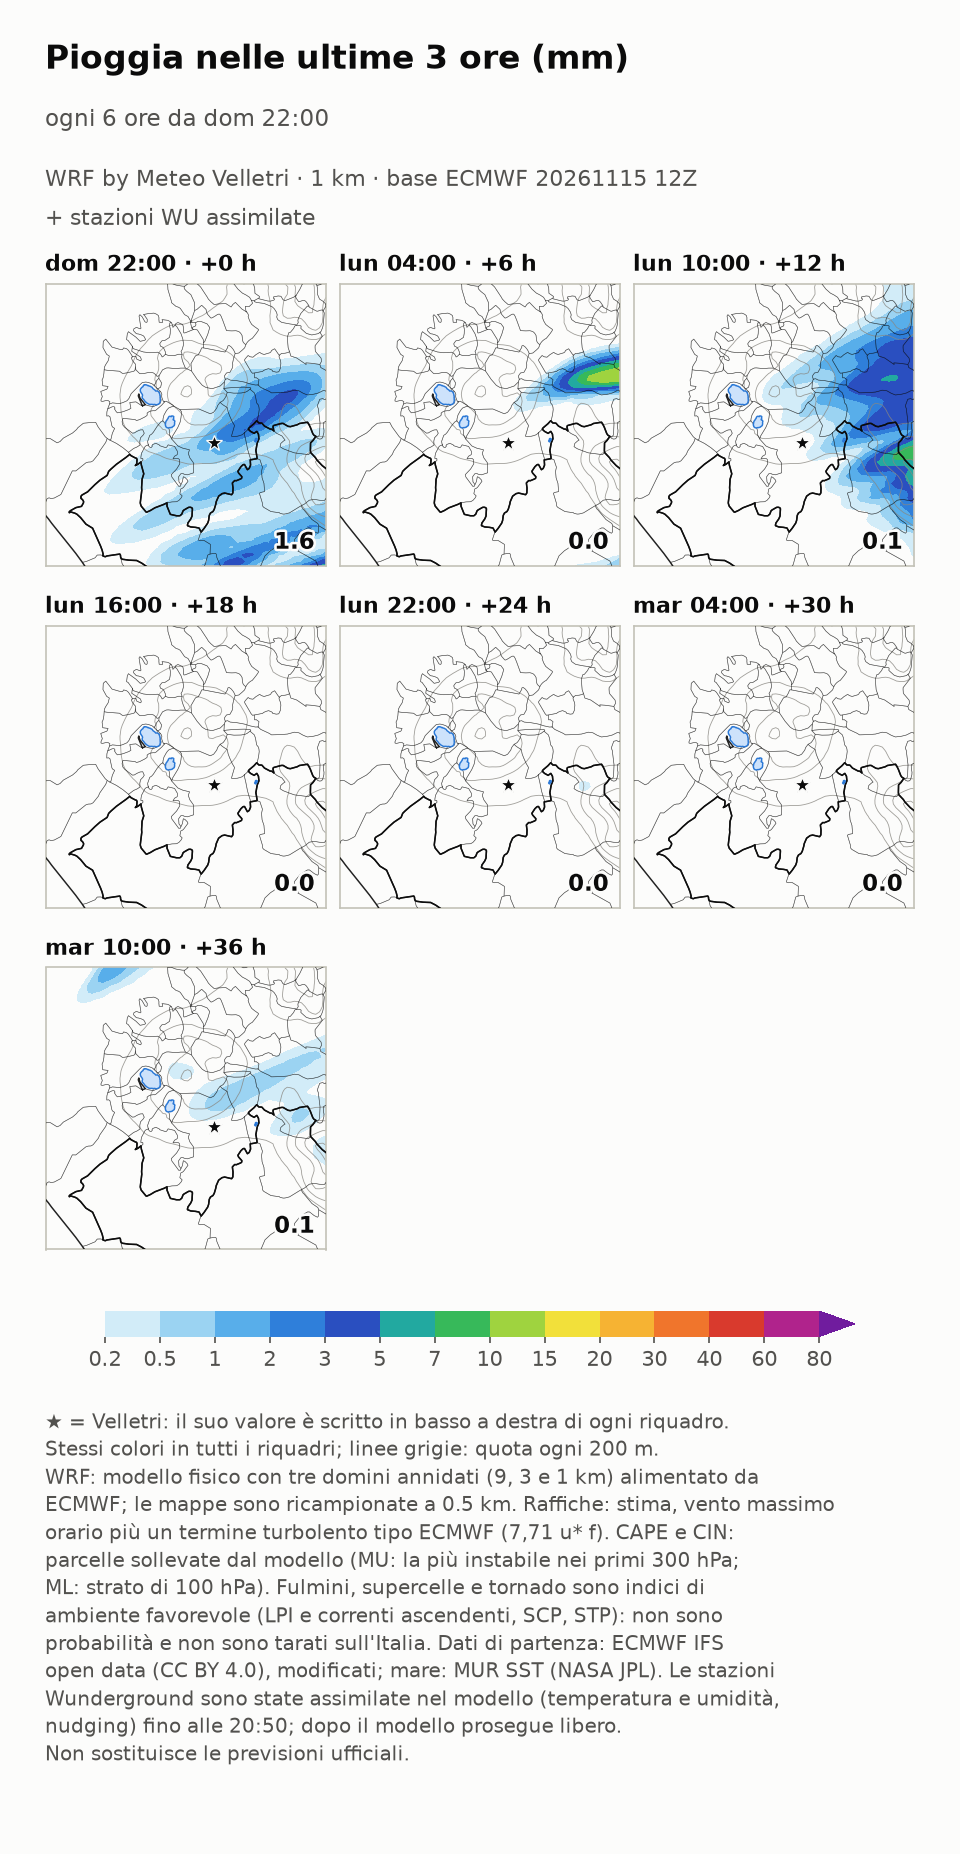 Pioggia nelle ultime 3 ore (mm)
ogni 6 ore da dom 22:00
WRF by Meteo Velletri · 1 km · base ECMWF 20261115 12Z
+ stazioni WU assimilate
dom 22:00 · +0 h
lun 04:00 · +6 h
lun 10:00 · +12 h
1.6
0.0
0.1
lun 16:00 · +18 h
lun 22:00 · +24 h
mar 04:00 · +30 h
0.0
0.0
0.0
mar 10:00 · +36 h
0.1
0.2 0.5 1 2 3 5 7 10 15 20 30 40 60 80
★ = Velletri: il suo valore è scritto in basso a destra di ogni riquadro.
Stessi colori in tutti i riquadri; linee grigie: quota ogni 200 m.
WRF: modello fisico con tre domini annidati (9, 3 e 1 km) alimentato da
ECMWF; le mappe sono ricampionate a 0.5 km. Raffiche: stima, vento massimo
orario più un termine turbolento tipo ECMWF (7,71 u* f). CAPE e CIN:
parcelle sollevate dal modello (MU: la più instabile nei primi 300 hPa;
ML: strato di 100 hPa). Fulmini, supercelle e tornado sono indici di
ambiente favorevole (LPI e correnti ascendenti, SCP, STP): non sono
probabilità e non sono tarati sull'Italia. Dati di partenza: ECMWF IFS
open data (CC BY 4.0), modificati; mare: MUR SST (NASA JPL). Le stazioni
Wunderground sono state assimilate nel modello (temperatura e umidità,
nudging) fino alle 20:50; dopo il modello prosegue libero.
Non sostituisce le previsioni ufficiali.